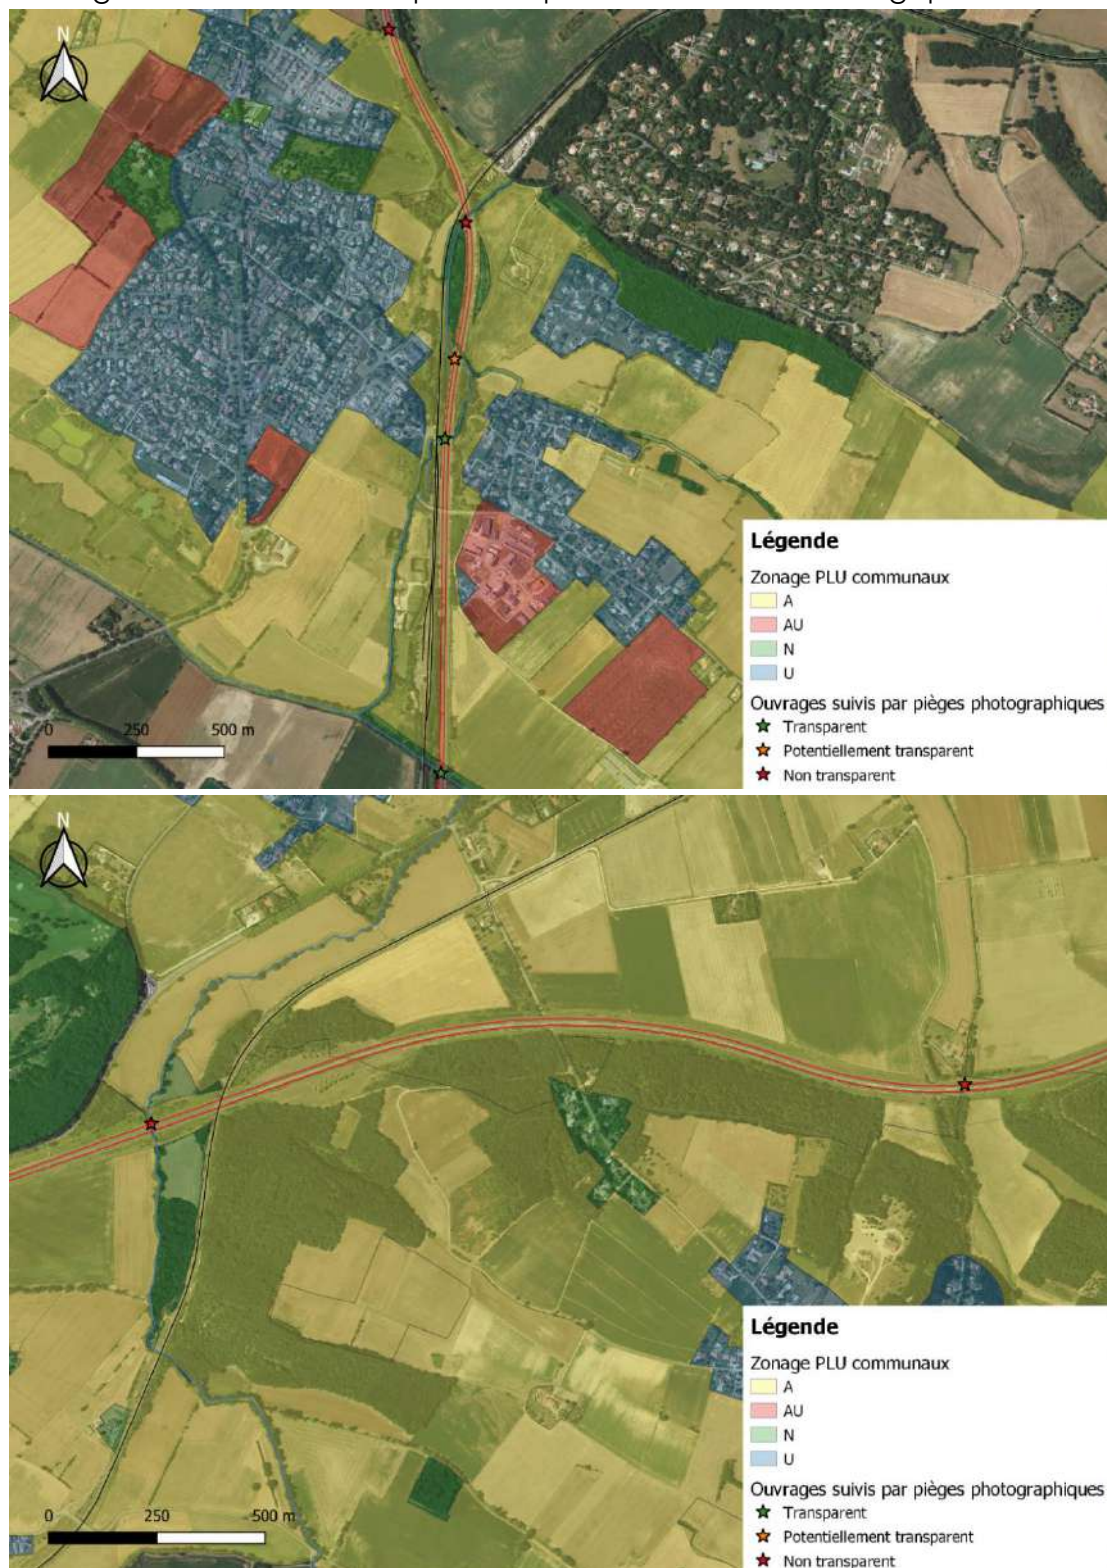 N
Légende
Zonage PLU communaux
A
AU
N
U
Ouvrages suivis par pièges photographiques
Transparent
Potentiellement transparent
Non transparent
0 250 500 m
N
Légende
Zonage PLU communaux
A
AU
N
U
Ouvrages suivis par pièges photographiques
Transparent
Potentiellement transparent
Non transparent
0 250 500 m